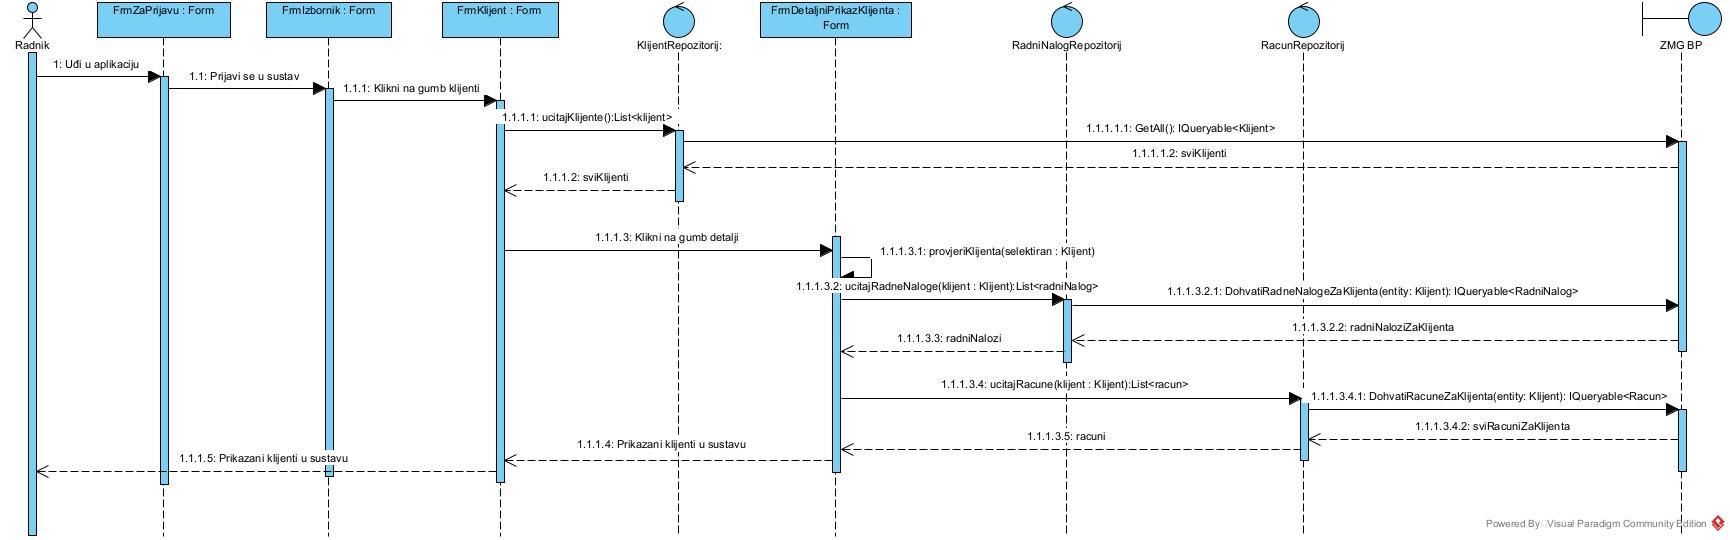 FrmZaPrijavu : Form
FrmIzbornik : Form
FrmKlijent : Form
FrmDetaljniPrikazKlijenta :
Form
Radnik
KlijentRepozitorij:
RadniNalogRepozitorij
RacunRepozitorij
ZMG BP
1: Uđi u aplikaciju
1.1: Prijavi se u sustav
1.1.1: Klikni na gumb klijenti
1.1.1.1: ucitajKlijente():List<klijent>
1.1.1.1.1: GetAll(): IQueryable<Klijent>
1.1.1.1.2: sviKlijenti
1.1.1.2: sviKlijenti
1.1.1.3: Klikni na gumb detalji
1.1.1.3.1: provjeriKlijenta(selektiran : Klijent)
1.1.1.3.2: ucitajRadneNaloge(klijent : Klijent):List<radniNalog>
1.1.1.3.2.1: DohvatiRadneNalogeZaKlijenta(entity: Klijent): IQueryable<RadniNalog>
1.1.1.3.2.2: radniNaloziZaKlijenta
1.1.1.3.3: radniNalozi
1.1.1.3.4: ucitajRacune(klijent : Klijent):List<racun>
1.1.1.3.4.1: DohvatiRacuneZaKlijenta(entity: Klijent): IQueryable<Racun>
1.1.1.3.4.2: sviRacuniZaKlijenta
1.1.1.3.5: racuni
1.1.1.4: Prikazani klijenti u sustavu
1.1.1.5: Prikazani klijenti u sustavu
Powered By Visual Paradigm Community Edition